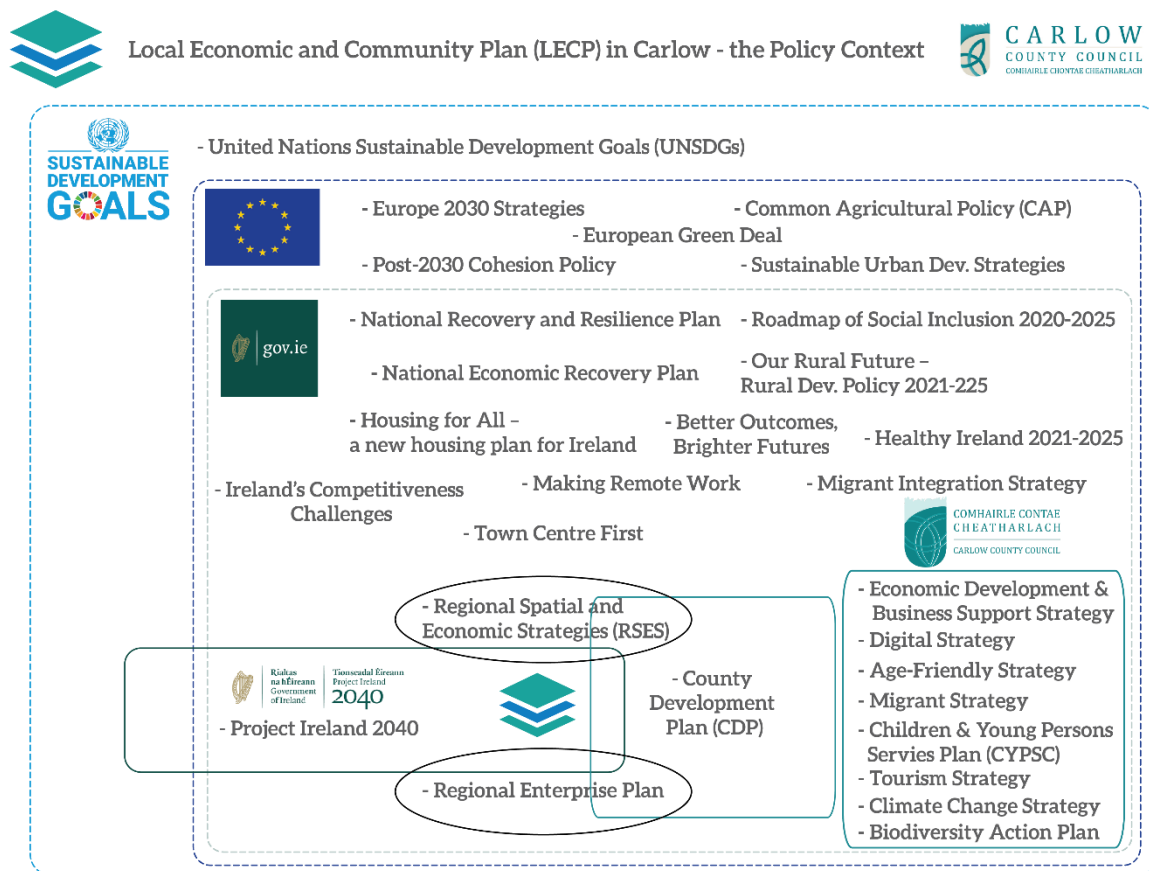 Local Economic and Community Plan (LECP) in Carlow - the Policy Context
CARLOW
COUNTY COUNCIL
COMHAIRLE CHONTAE CHEATHARLACH
SUSTAINABLE
DEVELOPMENT
GOALS
- United Nations Sustainable Development Goals (UNSDGs)
- Europe 2030 Strategies
- Common Agricultural Policy (CAP)
- European Green Deal
- Post-2030 Cohesion Policy
- Sustainable Urban Dev. Strategies
gov.ie
- National Recovery and Resilience Plan
- Roadmap of Social Inclusion 2020-2025
- National Economic Recovery Plan
- Our Rural Future –
Rural Dev. Policy 2021-225
- Housing for All –
a new housing plan for Ireland
- Better Outcomes,
Brighter Futures
- Healthy Ireland 2021-2025
- Ireland's Competitiveness
Challenges
- Making Remote Work
- Migrant Integration Strategy
- Town Centre First
COMHAIRLE CONTAE
CHEATHARLACH
CARLOW COUNTY COUNCIL
- Regional Spatial and
Economic Strategies (RSES)
Rialtas
na hÉireann
Government
of Ireland
Tionscadal Éireann
Project Ireland
2040
- Project Ireland 2040
- County
Development
Plan (CDP)
- Regional Enterprise Plan
- Economic Development &
Business Support Strategy
- Digital Strategy
- Age-Friendly Strategy
- Migrant Strategy
- Children & Young Persons
Servies Plan (CYPSC)
- Tourism Strategy
- Climate Change Strategy
- Biodiversity Action Plan